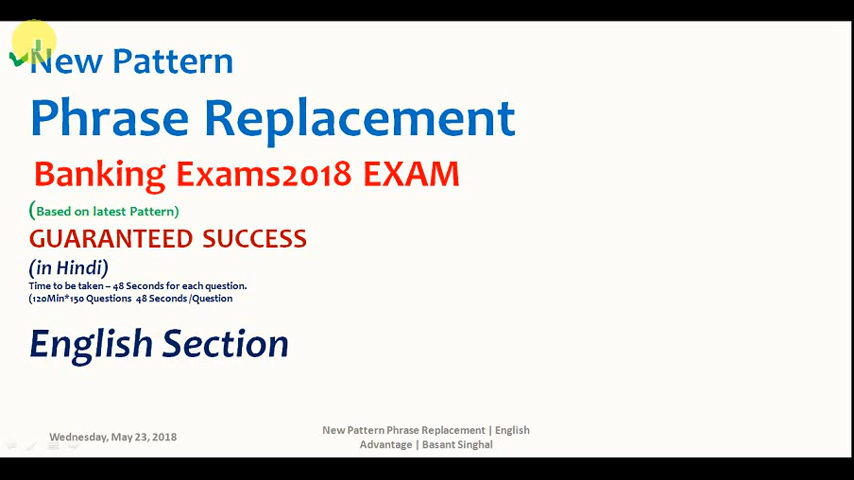 New Pattern
Phrase Replacement
Banking Exams2018 EXAM
(Based on latest Pattern)
GUARANTEED SUCCESS
(in Hindi)
Time to be taken – 48 Seconds for each question.
(120Min*150 Questions 48 Seconds /Question
English Section
Wednesday, May 23, 2018
New Pattern Phrase Replacement | English
Advantage | Basant Singhal